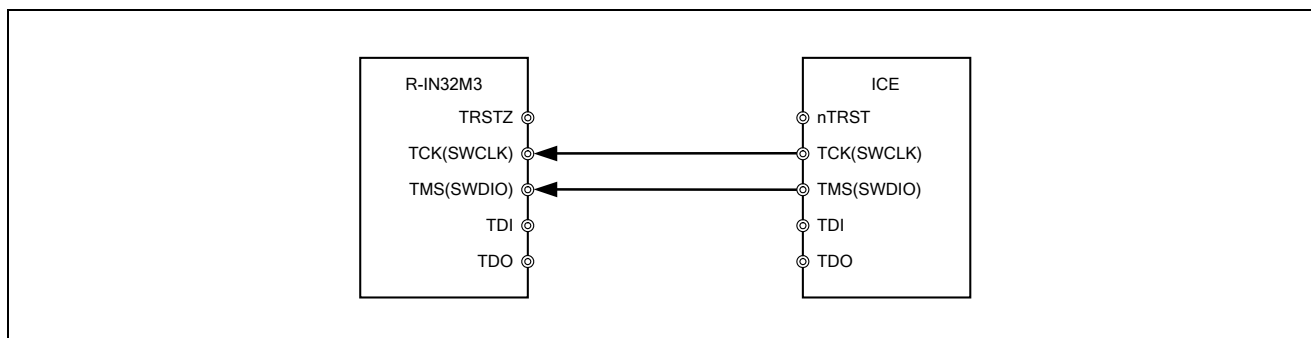 R-IN32M3
TRSTZ
TCK(SWCLK)
TMS(SWDIO)
TDI
TDO
ICE
nTRST
TCK(SWCLK)
TMS(SWDIO)
TDI
TDO